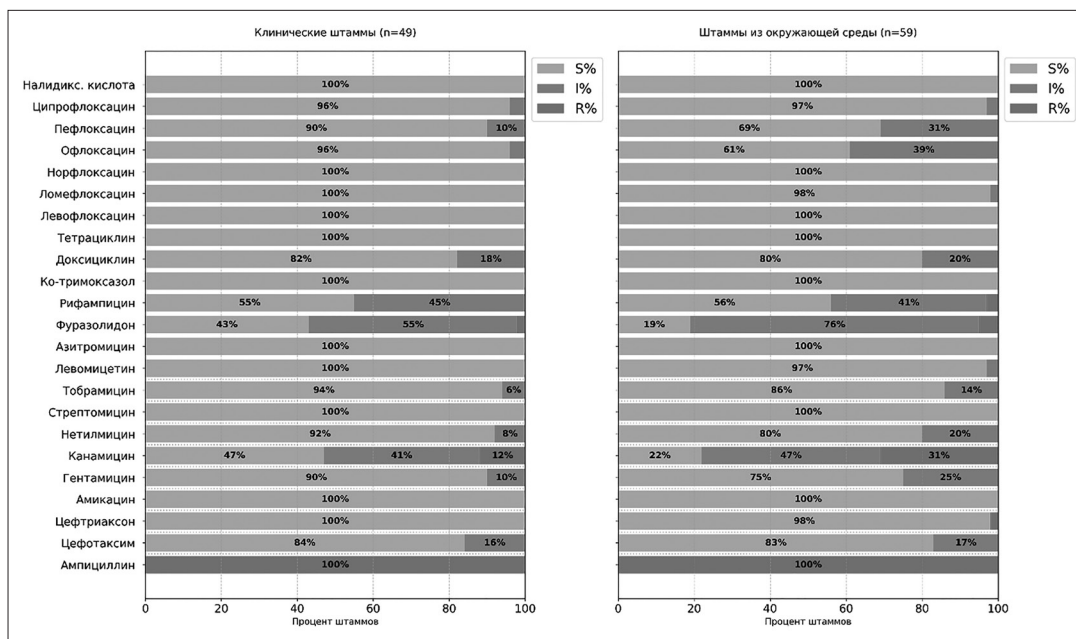 Клинические штаммы (n=49)
S%
I%
R%
Налидикс. кислота 100%
Ципрофлоксацин 96%
Пефлоксацин 90% 10%
Офлоксацин 96%
Норфлоксацин 100%
Ломефлоксацин 100%
Левофлоксацин 100%
Тетрациклин 100%
Доксициклин 82% 18%
Ко-тримоксазол 100%
Рифампицин 55% 45%
Фуразолидон 43% 55%
Азитромицин 100%
Левомицетин 100%
Тобрамицин 94% 6%
Стрептомицин 100%
Нетилмицин 92% 8%
Канамицин 47% 41% 12%
Гентамицин 90% 10%
Амикацин 100%
Цефтриаксон 100%
Цефотаксим 84% 16%
Ампициллин 100%
0 20 40 60 80 100
Процент штаммов
Штаммы из окружающей среды (n=59)
S%
I%
R%
100%
97%
69% 31%
61% 39%
100%
98%
100%
100%
80% 20%
100%
56% 41%
19% 76%
100%
97%
86% 14%
100%
80% 20%
22% 47% 31%
75% 25%
100%
98%
83% 17%
100%
0 20 40 60 80 100
Процент штаммов